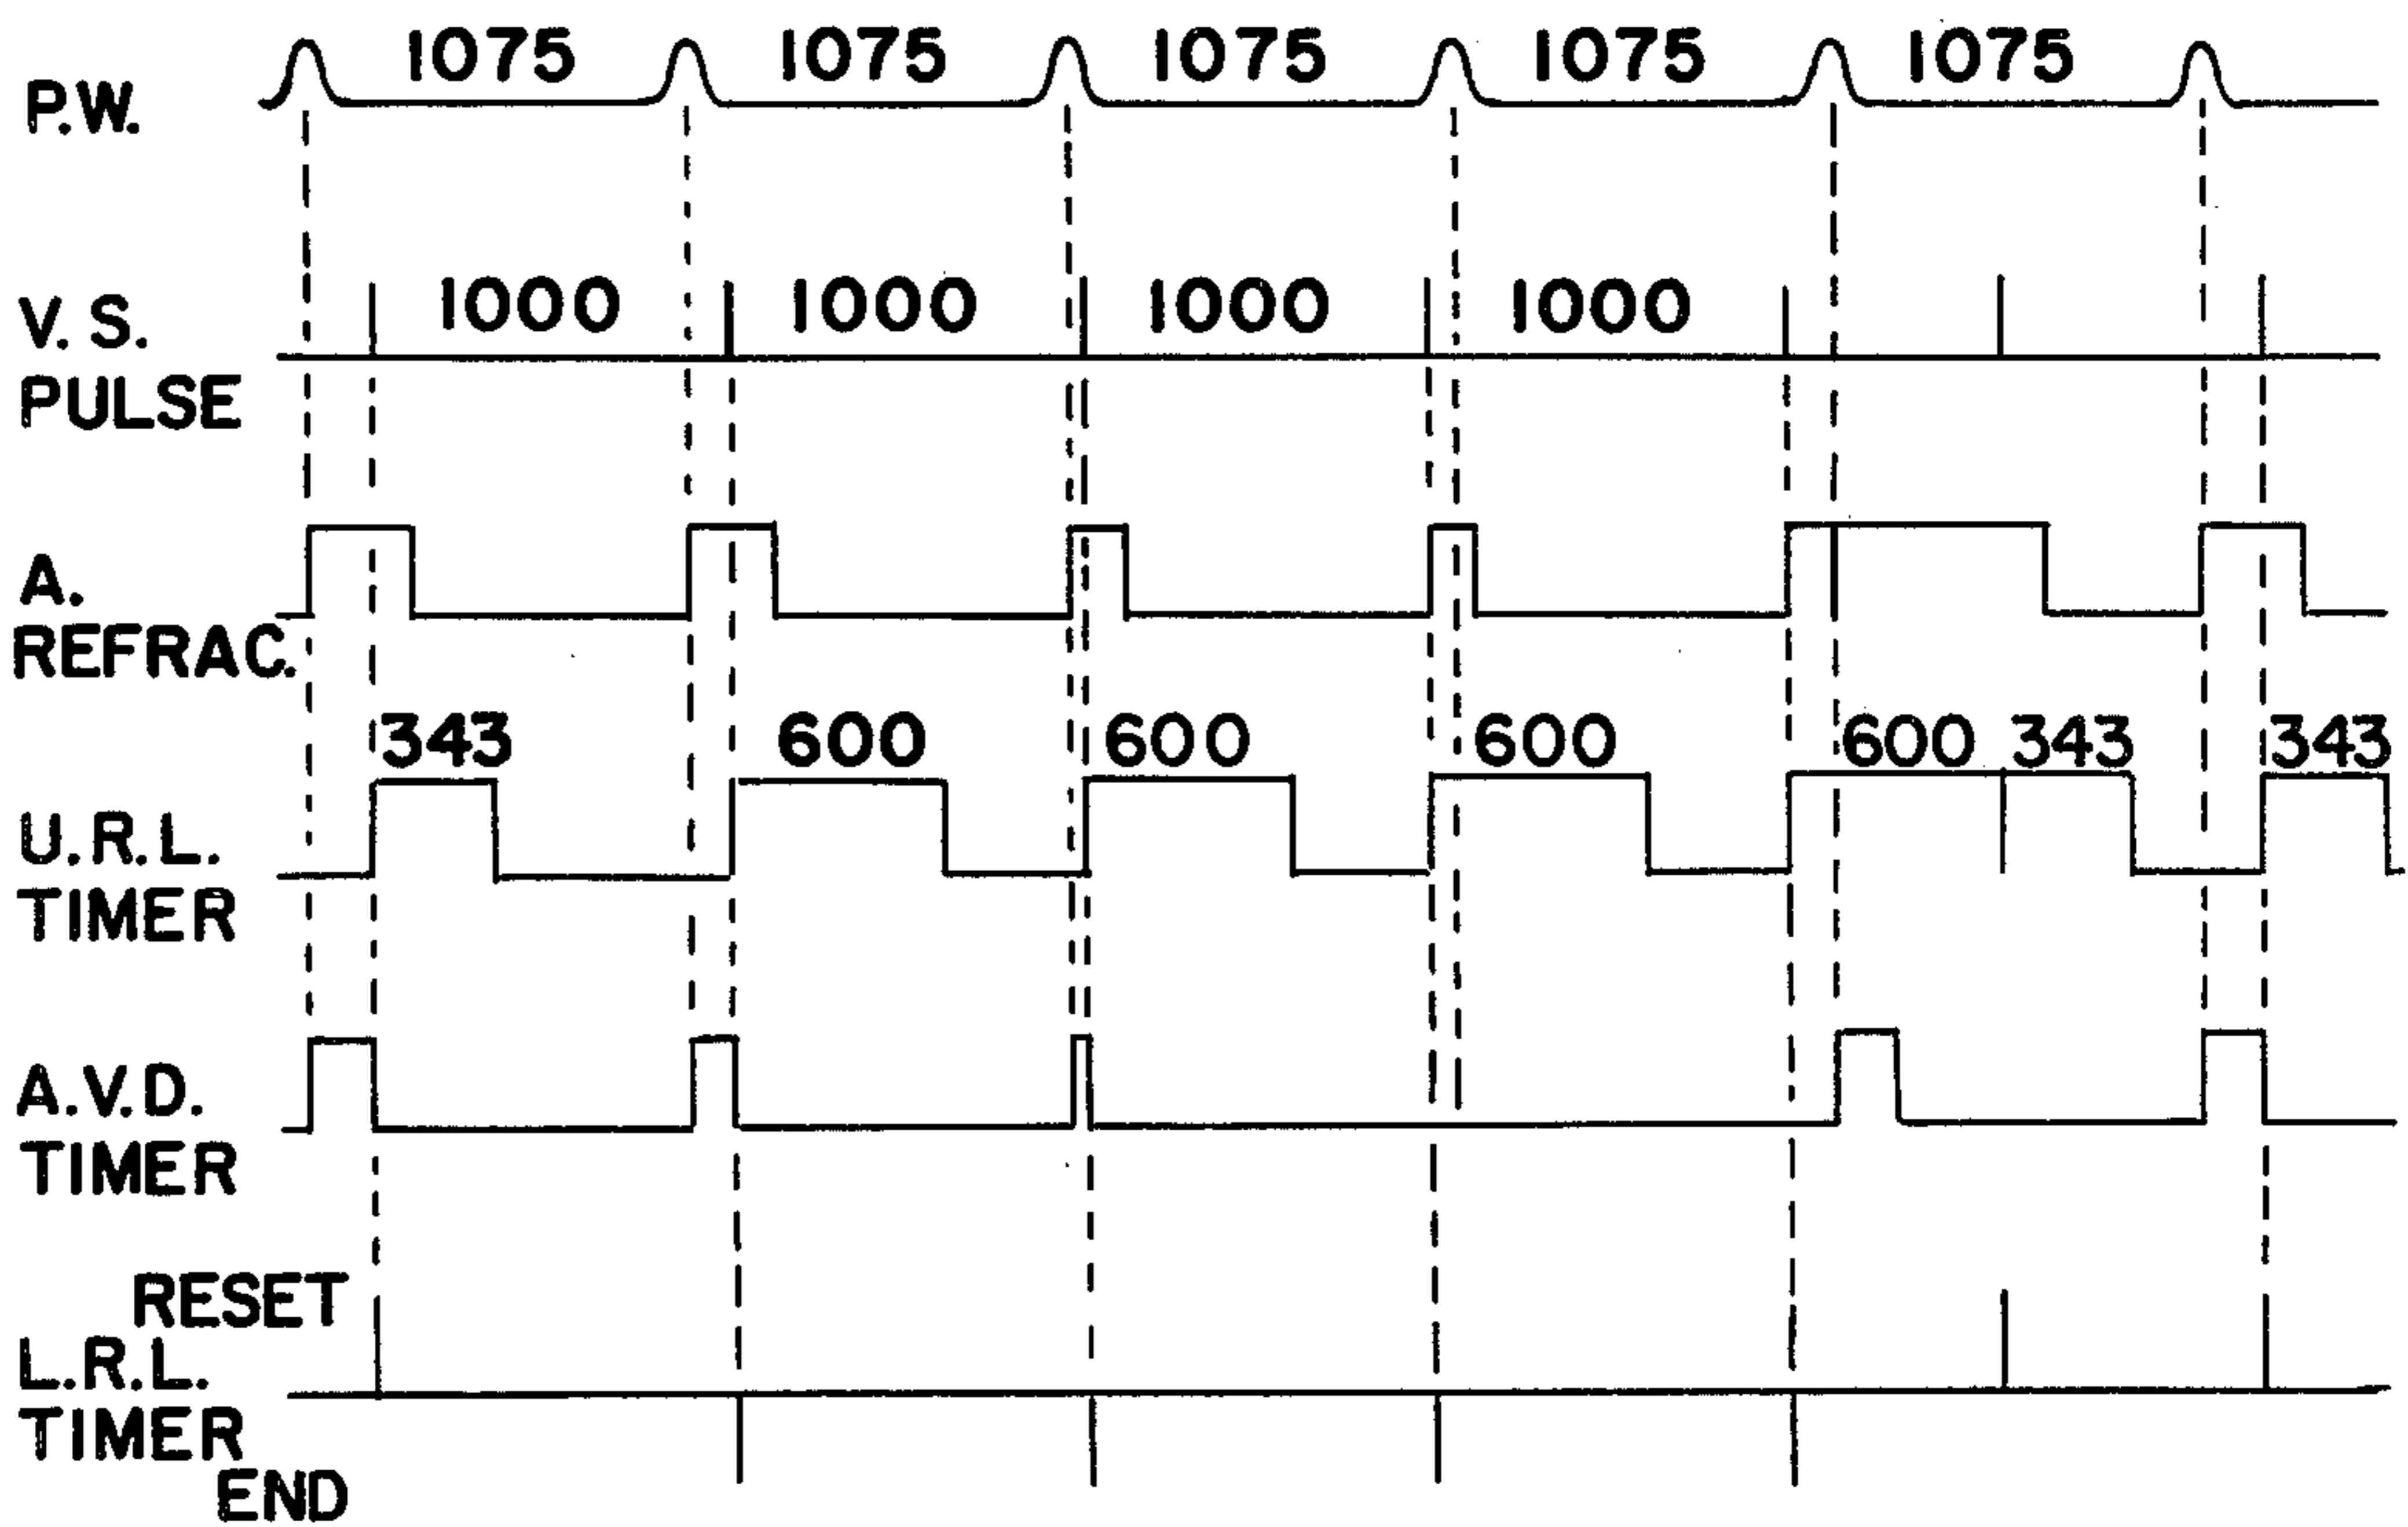 1075 1075 1075 1075 1075
P.W.
1000 1000 1000 1000
V. S.
PULSE
A.
REFRAC.
343 600 600 600 600 343 343
U.R.L.
TIMER
A.V.D.
TIMER
RESET
L.R.L.
TIMER
END